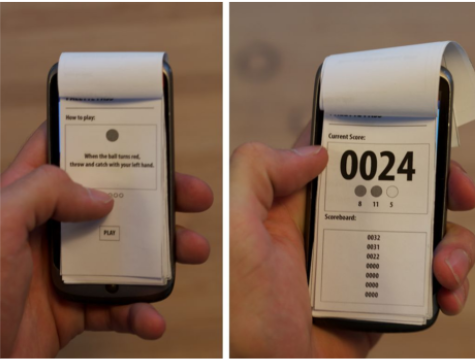 How to play:
When the ball turns red,
throw and catch with your left hand.
PLAY
Current Score:
0024
8 11 5
Scoreboard:
0032
0031
0022
0000
0000
0000
0000